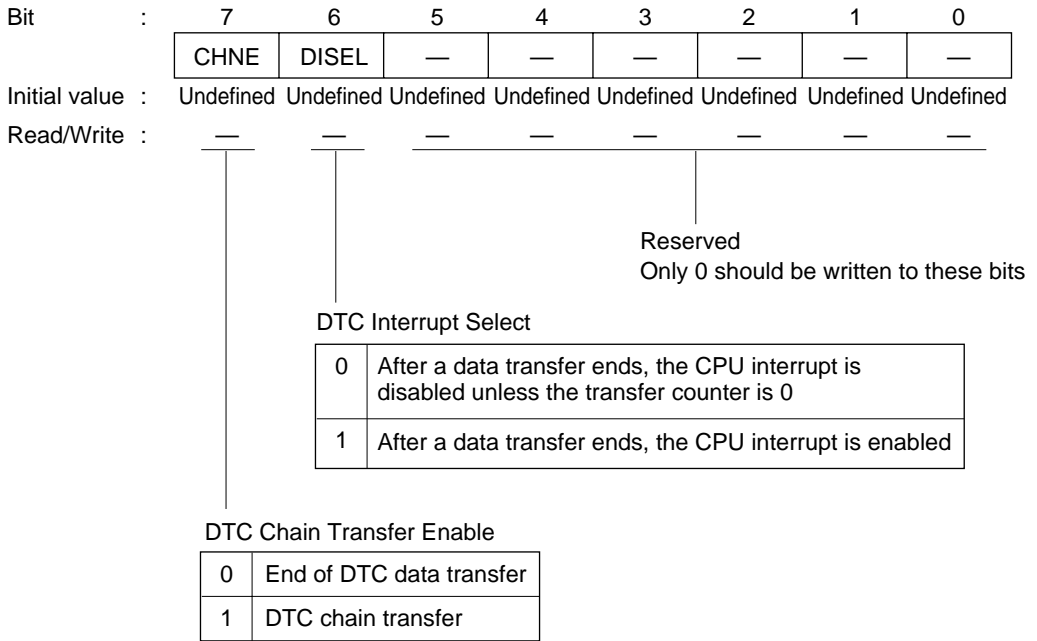 Bit : 7 6 5 4 3 2 1 0
CHNE DISEL — — — — — —
Initial value : Undefined Undefined Undefined Undefined Undefined Undefined Undefined Undefined
Read/Write : — — — — — — — —
Reserved
Only 0 should be written to these bits
DTC Interrupt Select
0 After a data transfer ends, the CPU interrupt is
disabled unless the transfer counter is 0
1 After a data transfer ends, the CPU interrupt is enabled
DTC Chain Transfer Enable
0 End of DTC data transfer
1 DTC chain transfer